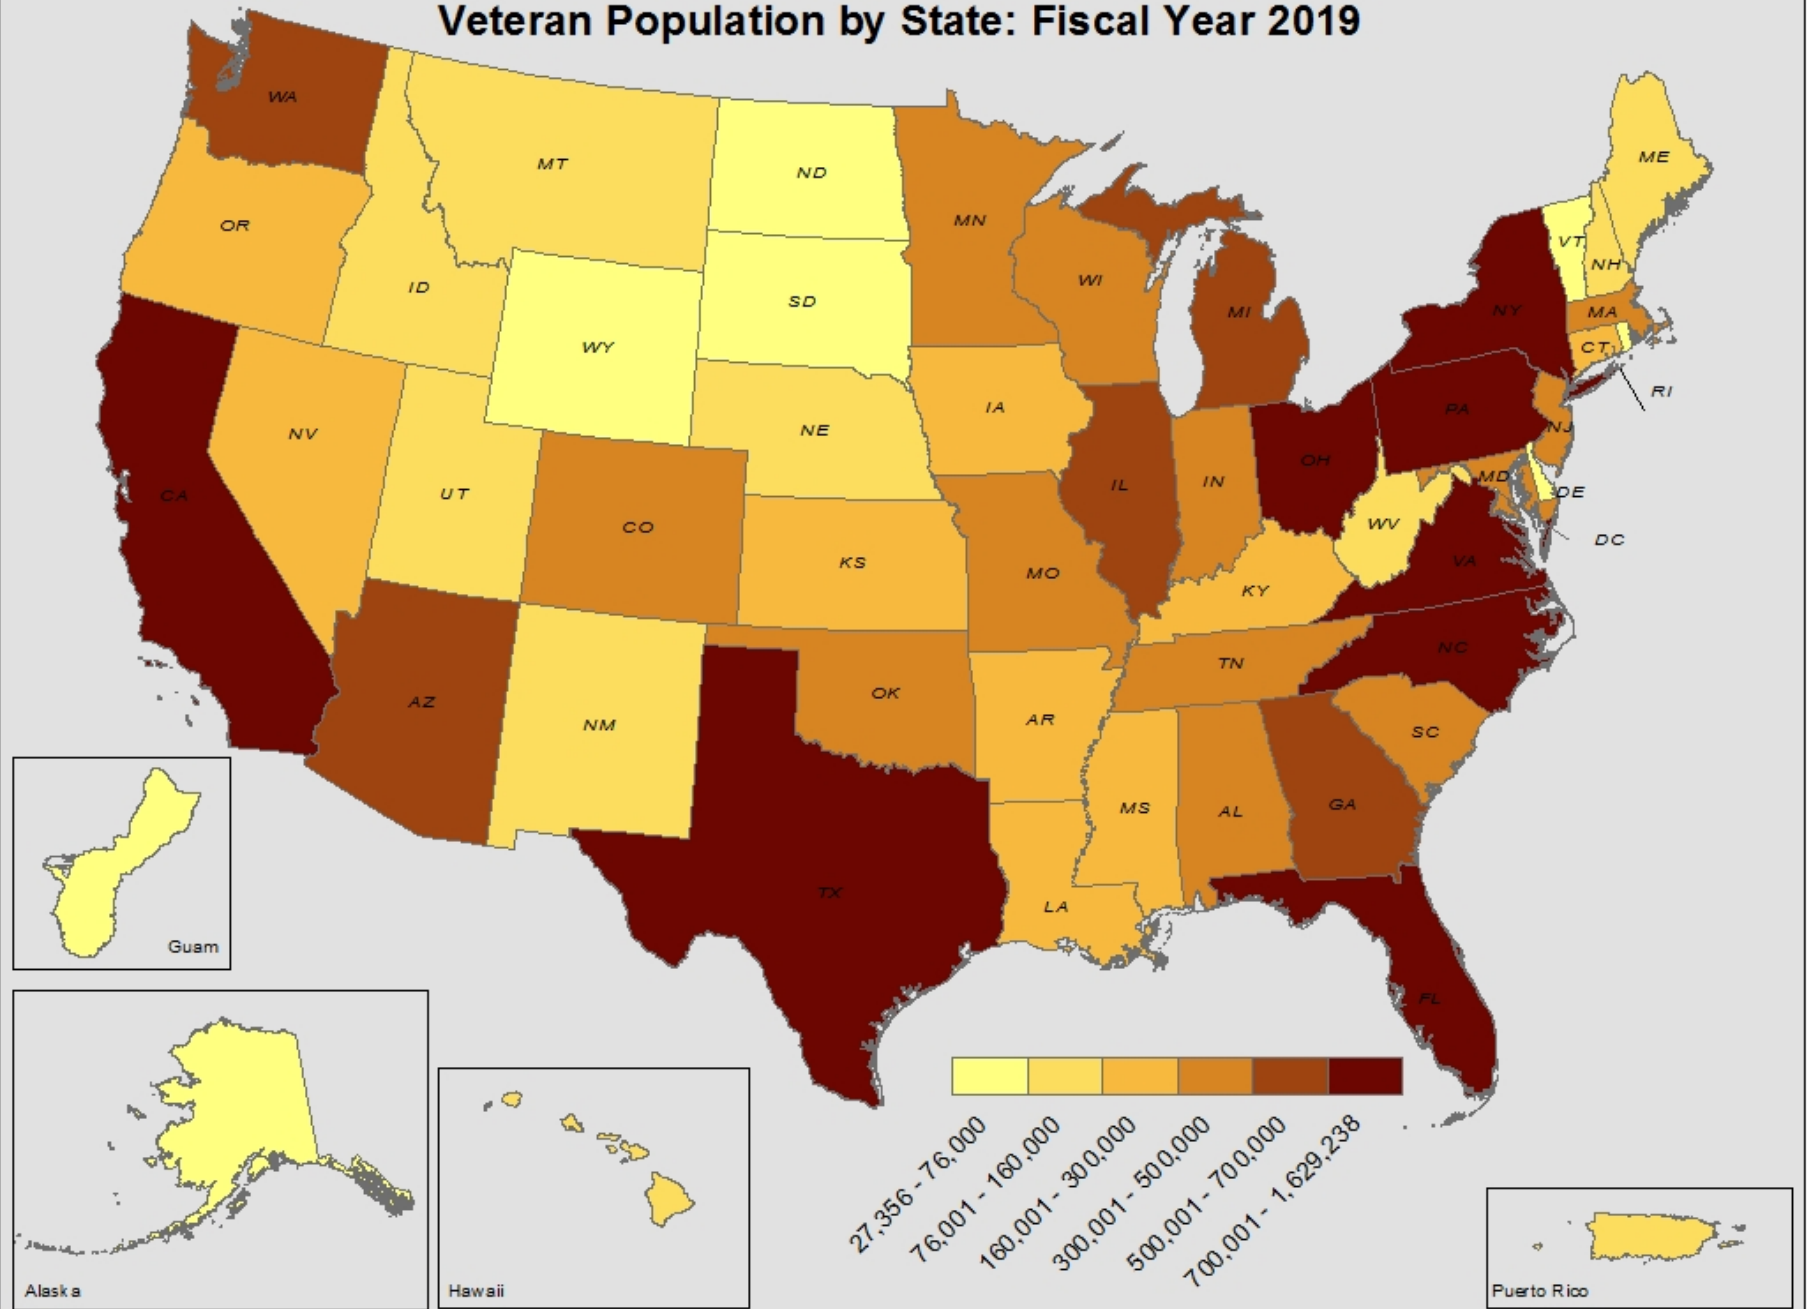 Veteran Population by State: Fiscal Year 2019
WA
MT
ND
MN
ME
OR
ID
SD
WI
MI
VT
NH
NY
MA
CT
RI
WY
NV
UT
NE
IA
PA
NJ
CA
CO
IL
IN
OH
MD
DE
WV
DC
KS
MO
KY
VA
AZ
NM
OK
AR
TN
NC
SC
MS
AL
GA
TX
LA
FL
Guam
Alaska
Hawaii
27,356 - 76,000
76,001 - 160,000
160,001 - 300,000
300,001 - 500,000
500,001 - 700,000
700,001 - 1,629,238
Puerto Rico